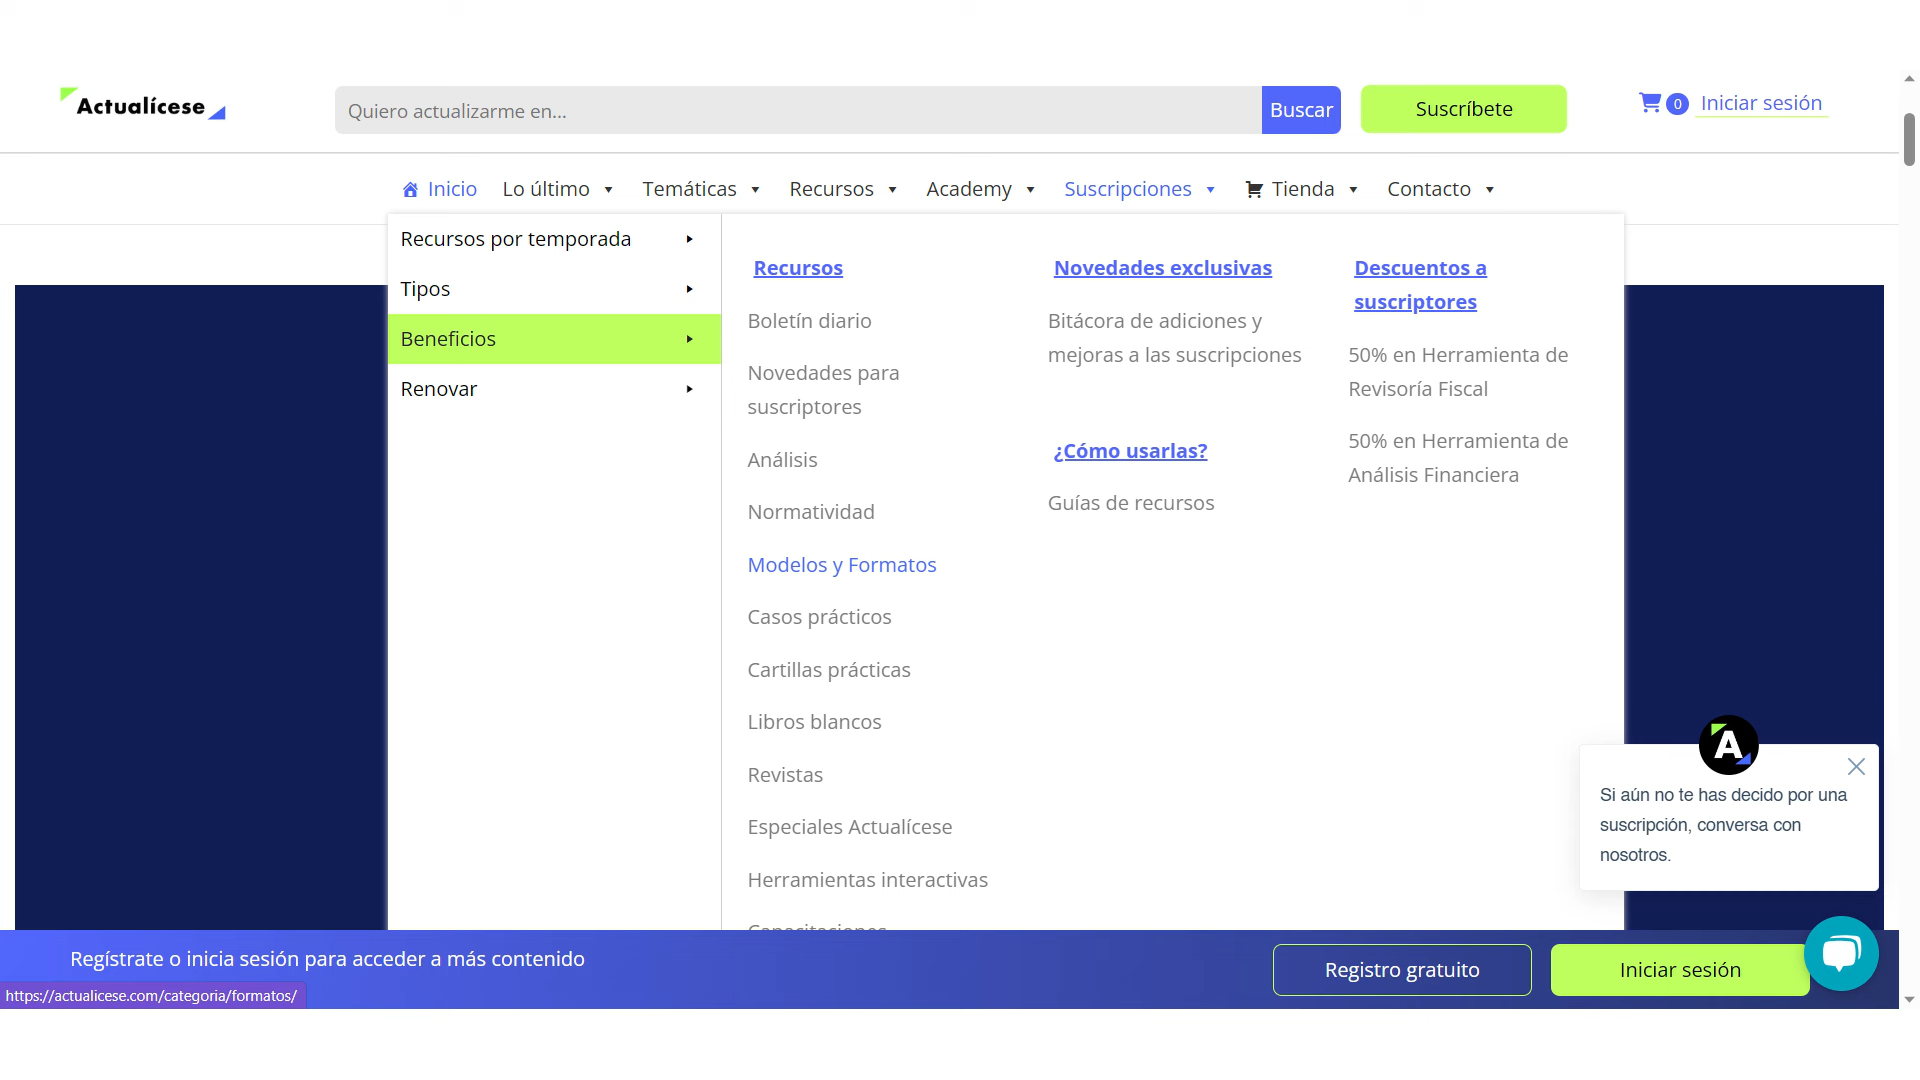 Actualícese
Quiero actualizarme en...
Buscar
Suscríbete
0
Iniciar sesión
Inicio
Lo último
Temáticas
Recursos
Academy
Suscripciones
Tienda
Contacto
Recursos por temporada
Tipos
Beneficios
Renovar
Recursos
Boletín diario
Novedades para
suscriptores
Análisis
Normatividad
Modelos y Formatos
Casos prácticos
Cartillas prácticas
Libros blancos
Revistas
Especiales Actualícese
Herramientas interactivas
Capacitaciones
Novedades exclusivas
Bitácora de adiciones y
mejoras a las suscripciones
¿Cómo usarlas?
Guías de recursos
Descuentos a
suscriptores
50% en Herramienta de
Revisoría Fiscal
50% en Herramienta de
Análisis Financiera
A
Si aún no te has decido por una
suscripción, conversa con
nosotros.
Regístrate o inicia sesión para acceder a más contenido
Registro gratuito
Iniciar sesión
https://actualicese.com/categoria/formatos/